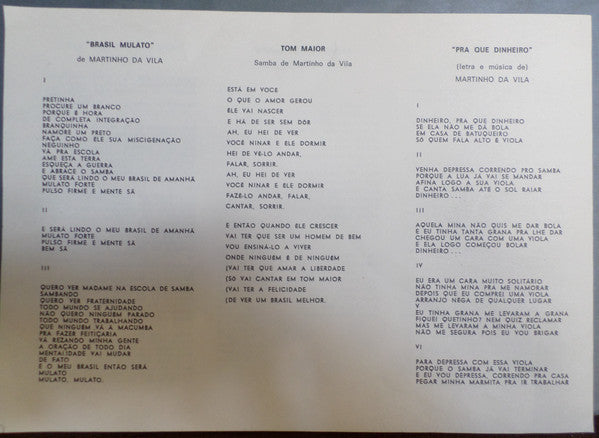 "BRASIL MULATO"
de MARTINHO DA VILA
I
PRETINHA
PROCURE UM BRANCO
PORQUE É HORA
DE COMPLETA INTEGRAÇÃO
BRANQUINHA
NAMORE UM PRETO
FAÇA COMO ELE SUA MISCIGENAÇÃO
NEGUINHO
VÁ PRA ESCOLA
AME ESTA TERRA
ESQUEÇA A GUERRA
E ABRACE O SAMBA
QUE SERÁ LINDO O MEU BRASIL DE AMANHÃ
MULATO FORTE
PULSO FIRME E MENTE SÃ
II
E SERÁ LINDO O MEU BRASIL DE AMANHÃ
MULATO FORTE
PULSO FIRME E MENTE SÃ
BEM SÃ
III
QUERO VER MADAME NA ESCOLA DE SAMBA
SAMBANDO
QUERO VER FRATERNIDADE
TODO MUNDO SE AJUDANDO
NÃO QUERO NINGUÉM PARADO
TODO MUNDO TRABALHANDO
QUE NINGUÉM VÁ A MACUMBA
PRA FAZER FEITIÇARIA
VÁ REZANDO MINHA GENTE
A ORAÇÃO DE TODO DIA
MENTALIDADE VAI MUDAR
DE FATO
E O MEU BRASIL ENTÃO SERÁ
MULATO
MULATO, MULATO.
TOM MAIOR
Samba de Martinho da Vila
ESTÁ EM VOCÊ
O QUE O AMOR GEROU
ÊLE VAI NASCER
E HÁ DE SER SEM DÔR
AH, EU HEI DE VER
VOCÊ NINAR E ÊLE DORMIR
HEI DE VÊ-LO ANDAR,
FALAR, SORRIR.
AH, EU HEI DE VER
VOCÊ NINAR E ÊLE DORMIR
FAZÊ-LO ANDAR, FALAR,
CANTAR, SORRIR.
E ENTÃO QUANDO ELE CRESCER
VAI TER QUE SER UM HOMEM DE BEM
VOU ENSINÁ-LO A VIVER
ONDE NINGUÉM É DE NINGUÉM
(VAI TER QUE AMAR A LIBERDADE
(SÓ VAI CANTAR EM TOM MAIOR
(VAI TER A FELICIDADE
(DE VER UM BRASIL MELHOR.
"PRA QUE DINHEIRO"
(letra e música de)
MARTINHO DA VILA
I
DINHEIRO, PRA QUE DINHEIRO
SE ELA NÃO ME DÁ BOLA
EM CASA DE BATUQUEIRO
SÓ QUEM FALA ALTO É VIOLA
II
VENHA DEPRESSA CORRENDO PRO SAMBA
PORQUE A LUA JÁ VAI SE MANDAR
AFINA LOGO A SUA VIOLA
E CANTA SAMBA ATÉ O SOL RAIAR
DINHEIRO...
III
AQUELA MINA NÃO QUIS ME DAR BOLA
E EU TINHA TANTA GRANA PRA LHE DAR
CHEGOU UM CARA COM UMA VIOLA
E ELA LOGO COMEÇOU BOLAR
DINHEIRO...
IV
EU ERA UM CARA MUITO SOLITÁRIO
NÃO TINHA MINA PRA ME NAMORAR
DEPOIS QUE EU COMPREI UMA VIOLA
ARRANJO NÊGA DE QUALQUER LUGAR
V
EU TINHA GRANA ME LEVARAM A GRANA
FIQUEI QUIETINHO? NEM QUIZ RECLAMAR
MAS ME LEVARAM A MINHA VIOLA
NÃO ME SEGURA POIS EU VOU BRIGAR
VI
PARA DEPRESSA COM ESSA VIOLA
PORQUE O SAMBA JÁ VAI TERMINAR
E EU VOU DEPRESSA, CORRENDO PRA CASA
PEGAR MINHA MARMITA PRA IR TRABALHAR